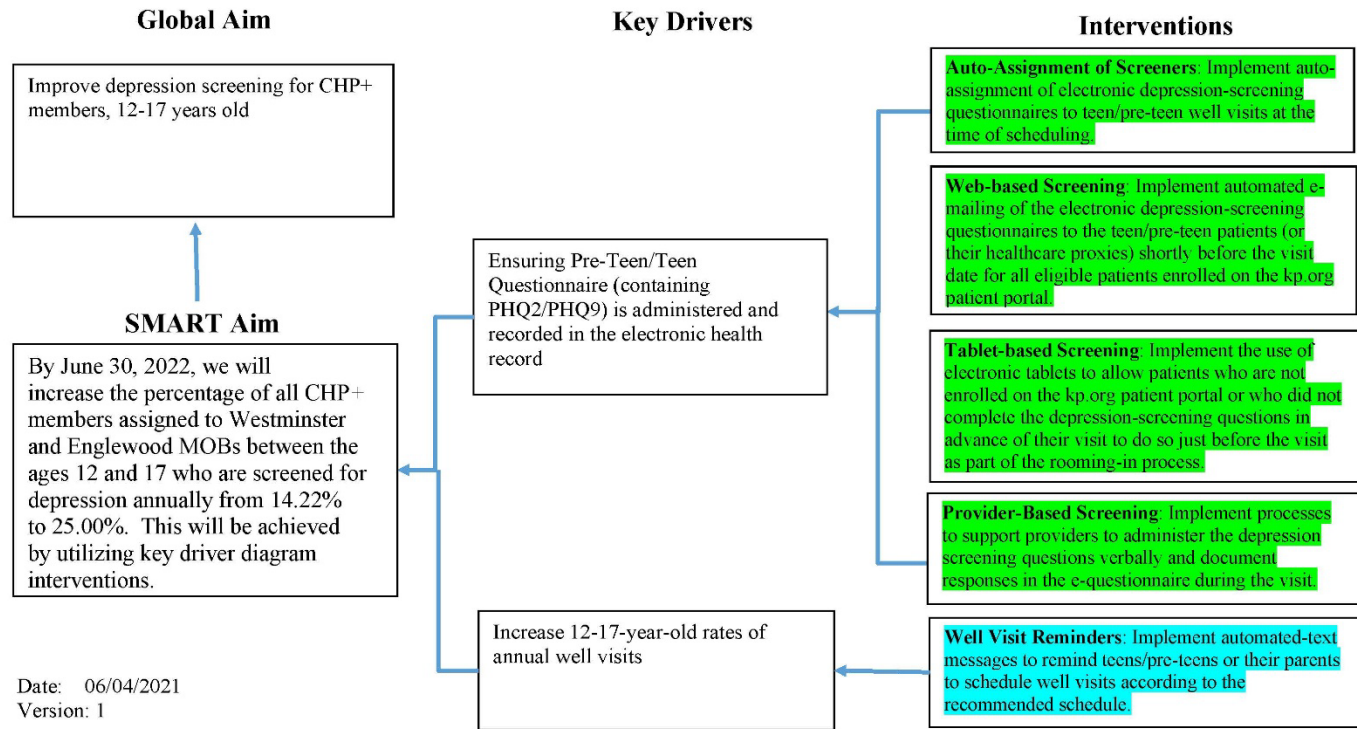 Global Aim
Improve depression screening for CHP+
members, 12-17 years old
SMART Aim
By June 30, 2022, we will
increase the percentage of all CHP+
members assigned to Westminster
and Englewood MOBs between the
ages 12 and 17 who are screened for
depression annually from 14.22%
to 25.00%. This will be achieved
by utilizing key driver diagram
interventions.
Date: 06/04/2021
Version: 1
Key Drivers
Ensuring Pre-Teen/Teen
Questionnaire (containing
PHQ2/PHQ9) is administered and
recorded in the electronic health
record
Increase 12-17-year-old rates of
annual well visits
Interventions
Auto-Assignment of Screeners: Implement auto-
assignment of electronic depression-screening
questionnaires to teen/pre-teen well visits at the
time of scheduling.
Web-based Screening: Implement automated e-
mailing of the electronic depression-screening
questionnaires to the teen/pre-teen patients (or
their healthcare proxies) shortly before the visit
date for all eligible patients enrolled on the kp.org
patient portal.
Tablet-based Screening: Implement the use of
electronic tablets to allow patients who are not
enrolled on the kp.org patient portal or who did not
complete the depression-screening questions in
advance of their visit to do so just before the visit
as part of the rooming-in process.
Provider-Based Screening: Implement processes
to support providers to administer the depression
screening questions verbally and document
responses in the e-questionnaire during the visit.
Well Visit Reminders: Implement automated-text
messages to remind teens/pre-teens or their parents
to schedule well visits according to the
recommended schedule.